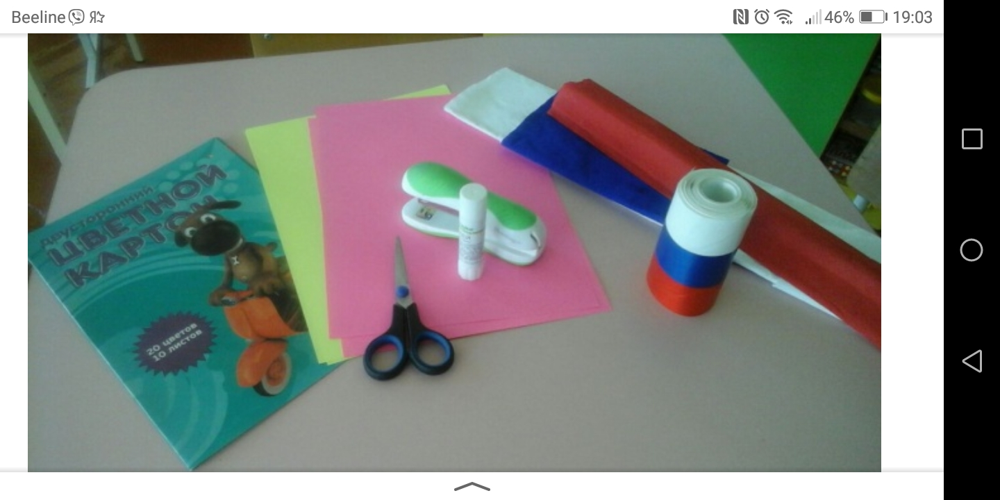 Beeline
46% 19:03
Двусторонний
ЦВЕТНОЙ
КАРТОН
20 цветов
10 листов